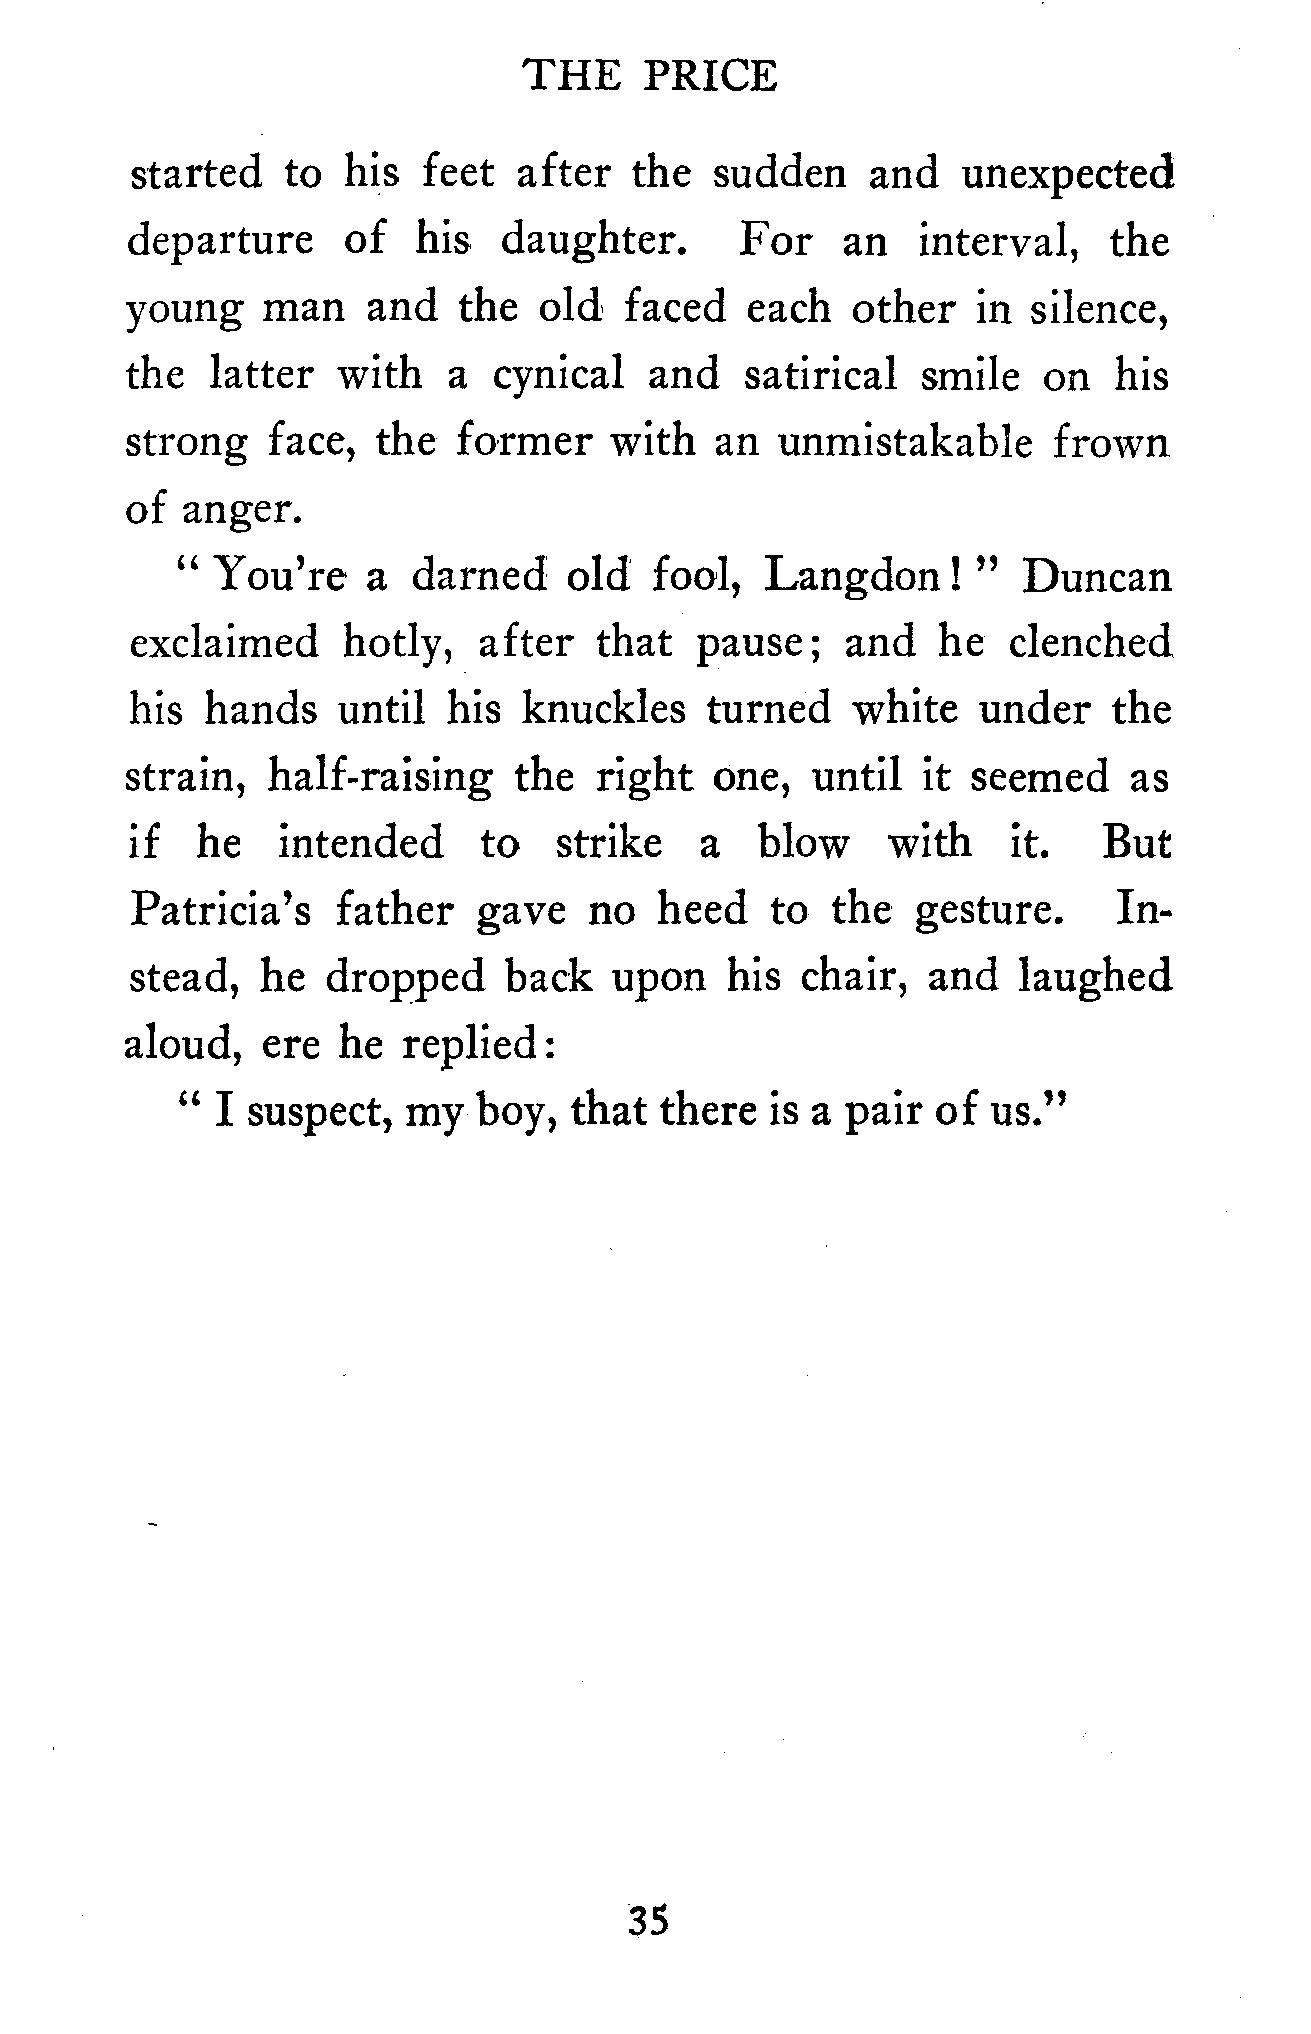 THE PRICE
started to his feet after the sudden and unexpected
departure of his daughter. For an interval, the
young man and the old faced each other in silence,
the latter with a cynical and satirical smile on his
strong face, the former with an unmistakable frown
of anger.
" You're a darned old fool, Langdon! " Duncan
exclaimed hotly, after that pause; and he clenched
his hands until his knuckles turned white under the
strain, half-raising the right one, until it seemed as
if he intended to strike a blow with it. But
Patricia's father gave no heed to the gesture. In-
stead, he dropped back upon his chair, and laughed
aloud, ere he replied:
" I suspect, my boy, that there is a pair of us."
35